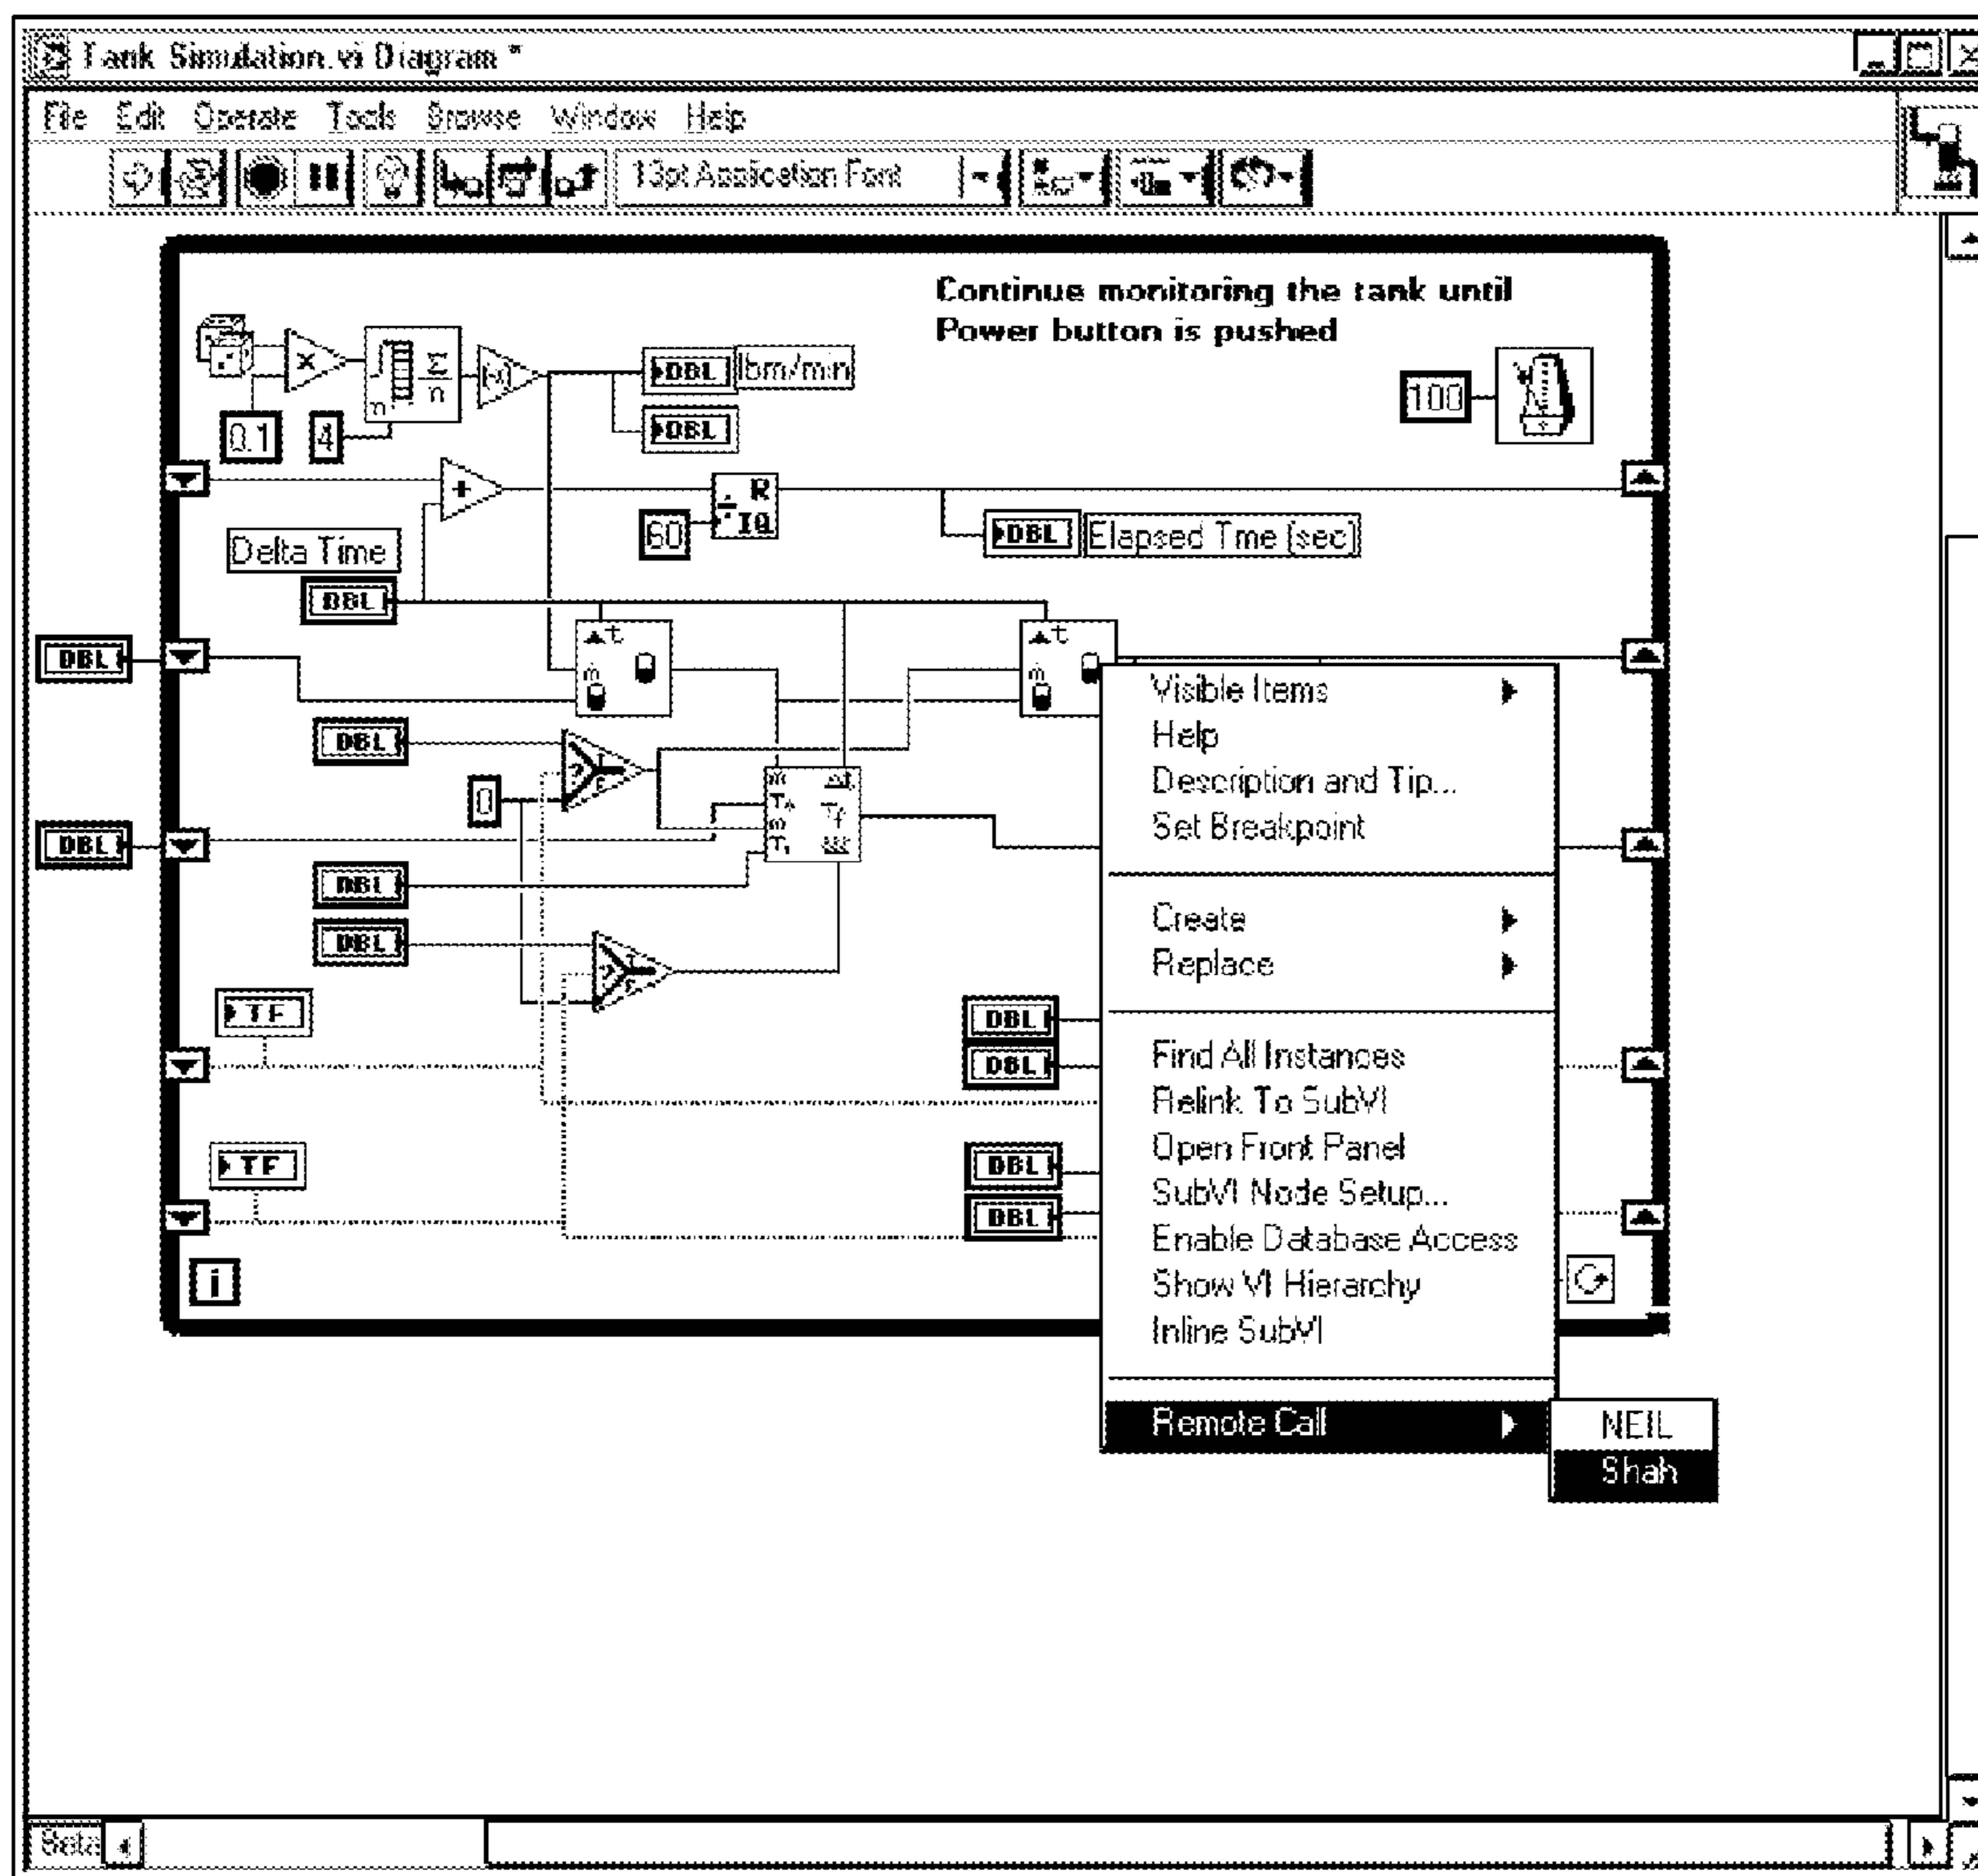 Tank Simulation.vi Diagram *
File Edit Operate Tools Browse Window Help
13pt Application Font
Continue monitoring the tank until
Power button is pushed
DBL lbm/min
100
0.1 4 DBL
R
IQ
60
DBL Elapsed Tme (sec)
Delta Time
DBL
DBL
DBL
0
DBL
DBL
DBL
TF
DBL
DBL
TF
DBL
DBL
i
Visible Items
Help
Description and Tip...
Set Breakpoint
Create
Replace
Find All Instances
Relink To SubVI
Open Front Panel
SubVI Node Setup...
Enable Database Access
Show VI Hierarchy
Inline SubVI
Remote Call
NEIL
Shah
Beta